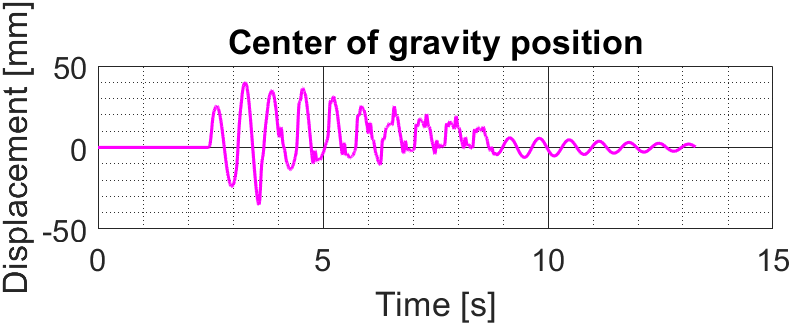 Center of gravity position
Displacement [mm]
50
0
-50
0 5 10 15
Time [s]